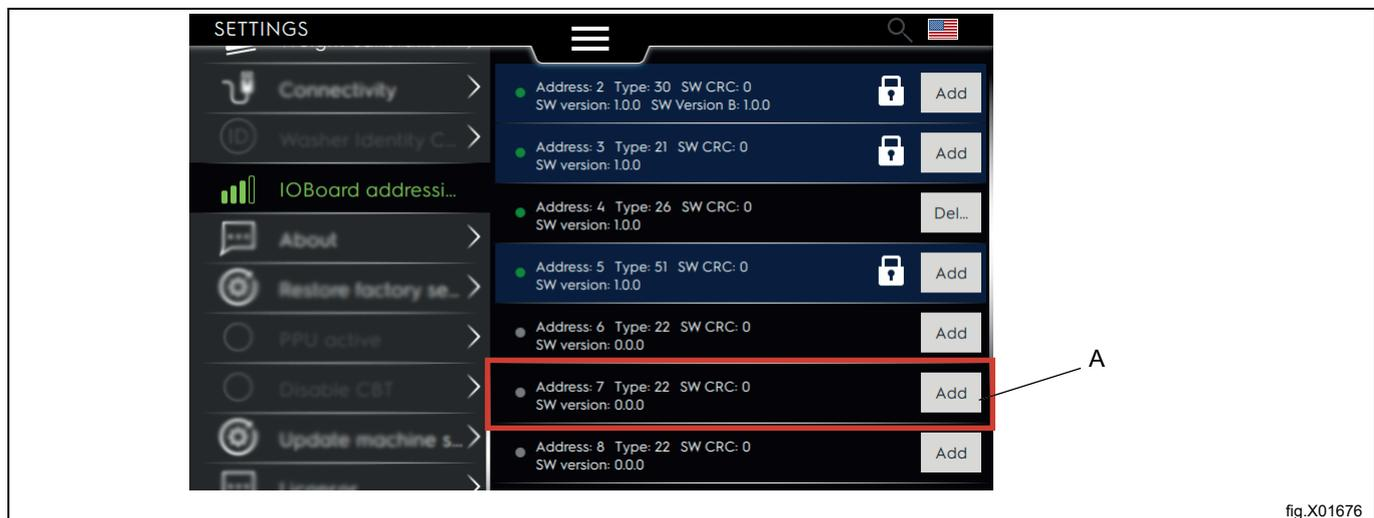 SETTINGS
Connectivity
Washer Identity C...
IOBoard addressi...
About
Restore factory se...
PPU active
Disable CBT
Update machine s...
Licenses
Address: 2 Type: 30 SW CRC: 0
SW version: 1.0.0 SW Version B: 1.0.0
Add
Address: 3 Type: 21 SW CRC: 0
SW version: 1.0.0
Add
Address: 4 Type: 26 SW CRC: 0
SW version: 1.0.0
Del...
Address: 5 Type: 51 SW CRC: 0
SW version: 1.0.0
Add
Address: 6 Type: 22 SW CRC: 0
SW version: 0.0.0
Add
Address: 7 Type: 22 SW CRC: 0
SW version: 0.0.0
Add
Address: 8 Type: 22 SW CRC: 0
SW version: 0.0.0
Add
A
fig.X01676